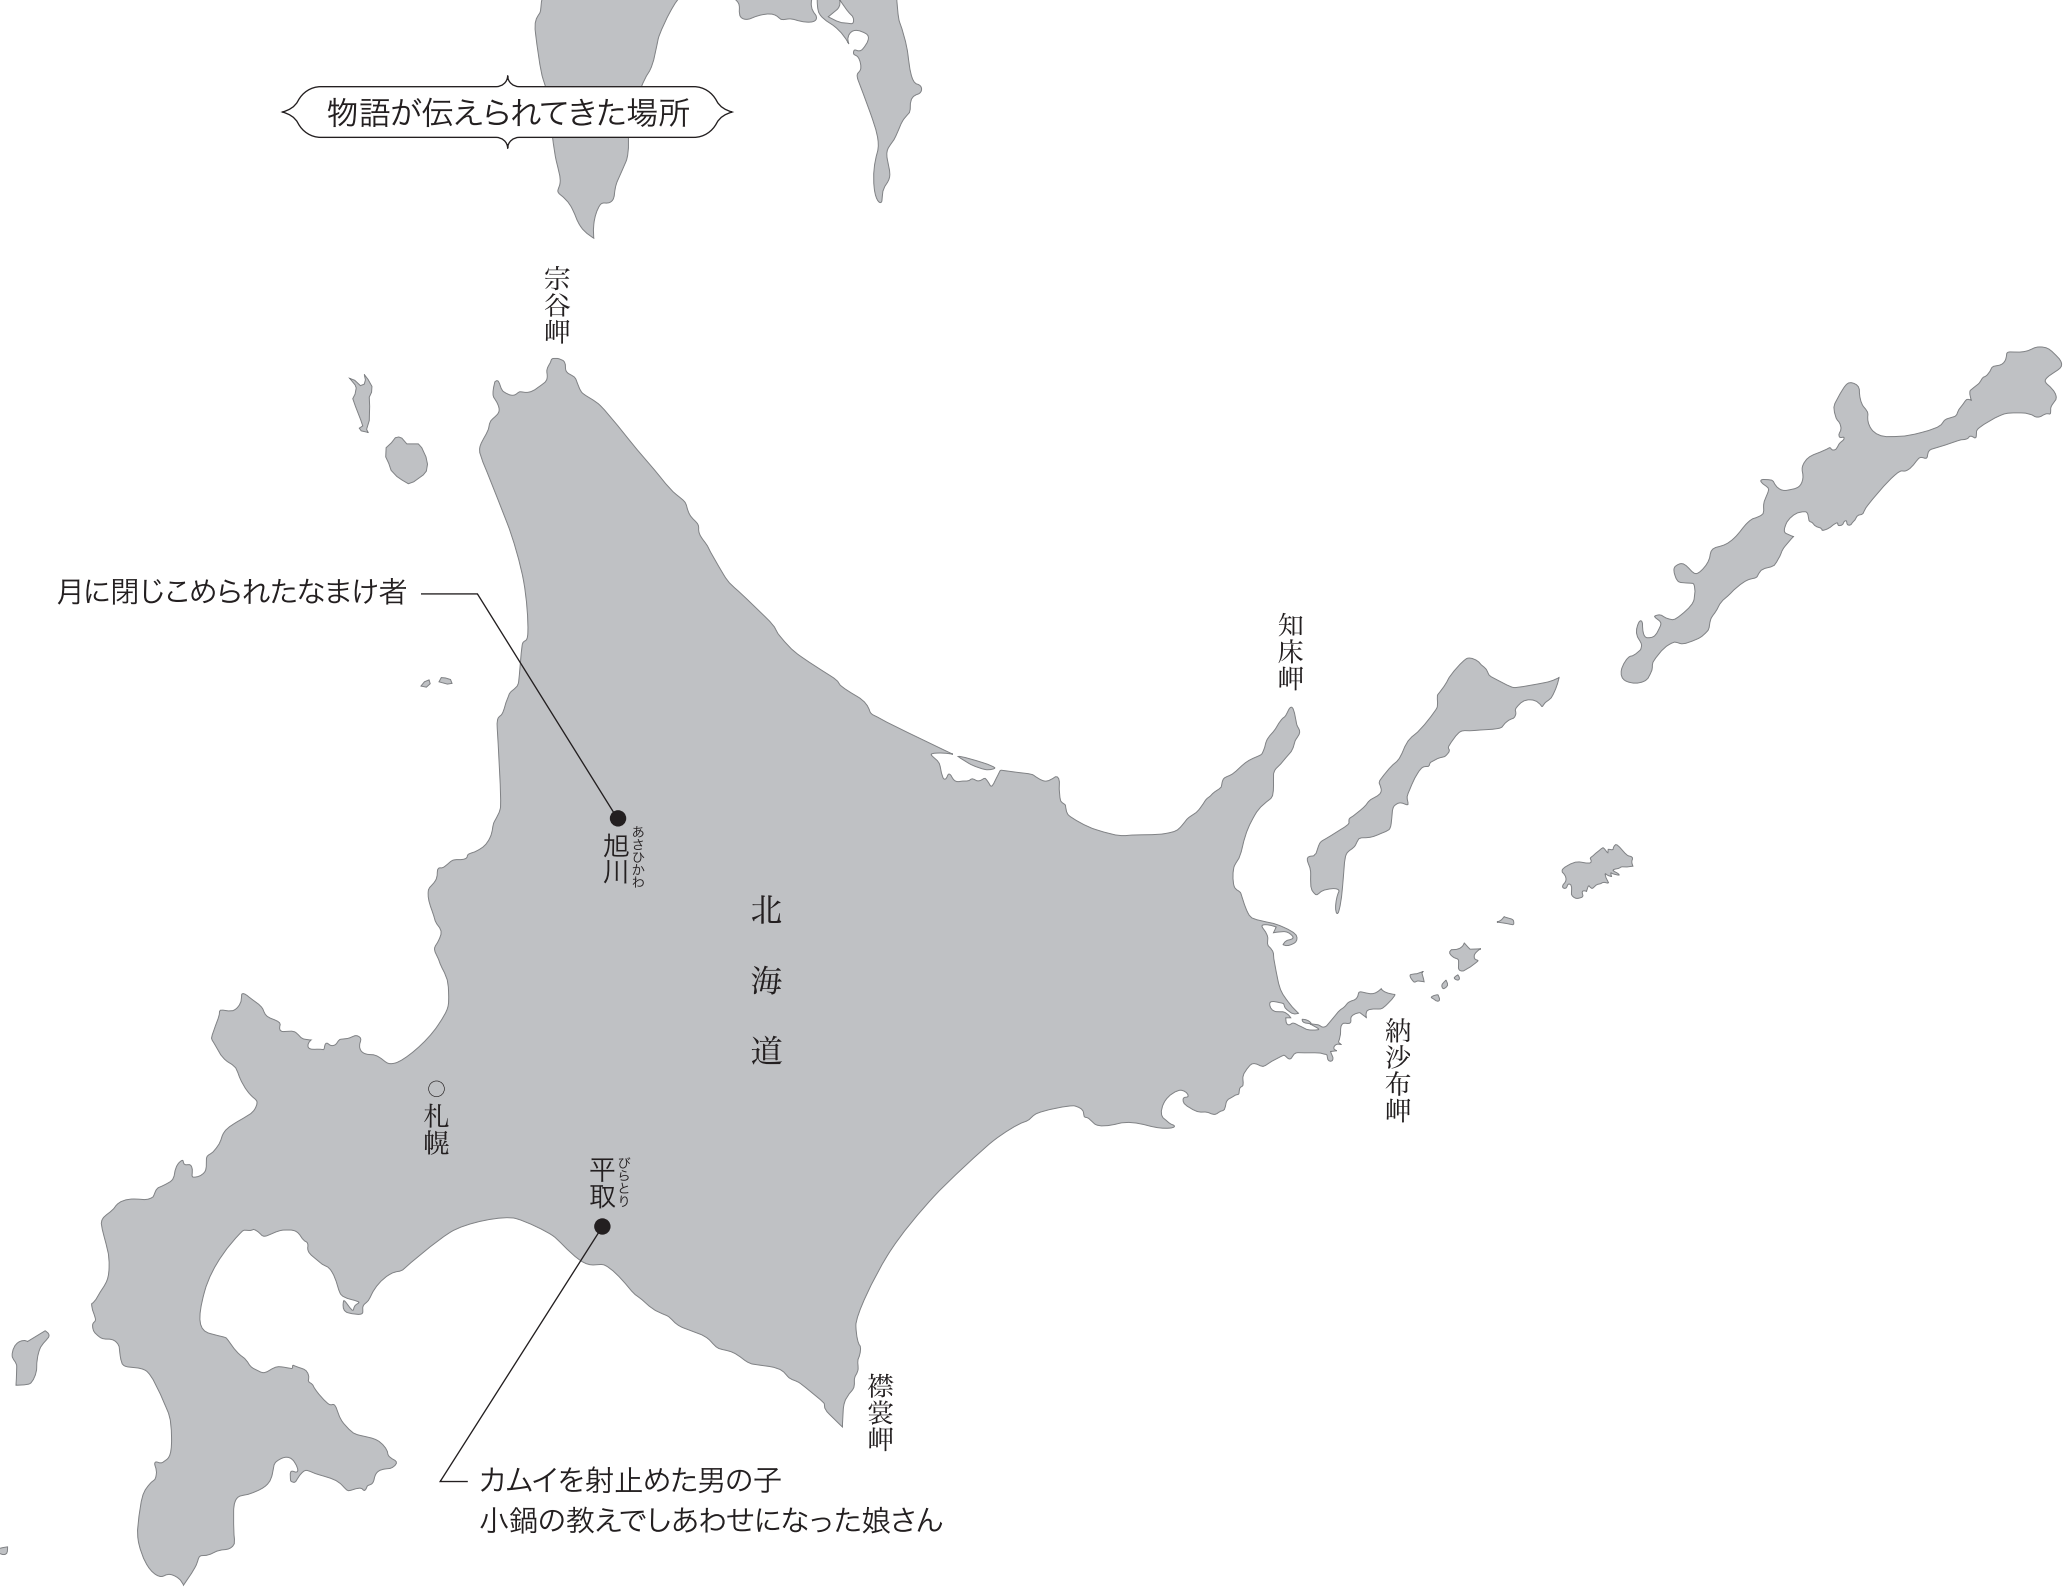 物語が伝えられてきた場所
宗谷岬
月に閉じこめられたなまけ者
知床岬
旭川
あさひかわ
北海道
納沙布岬
札幌
平取
びらとり
襟裳岬
カムイを射止めた男の子
小鍋の教えでしあわせになった娘さん